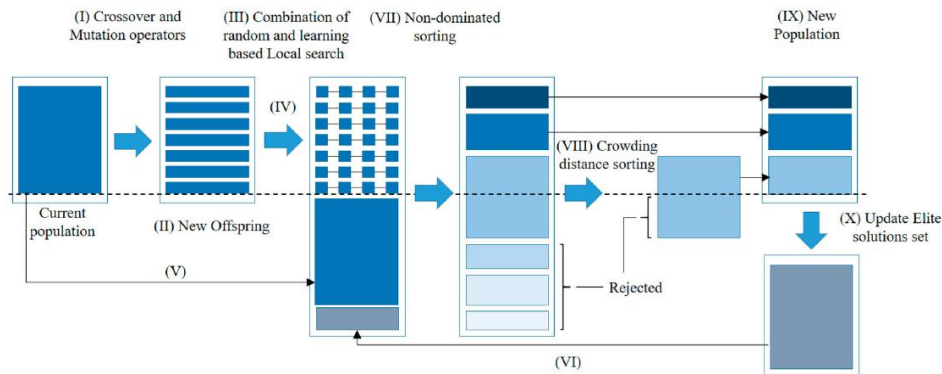 (I) Crossover and
Mutation operators
(III) Combination of
random and learning
based Local search
(VII) Non-dominated
sorting
(IX) New
Population
(IV)
(VIII) Crowding
distance sorting
Current
population
(II) New Offspring
(X) Update Elite
solutions set
(V)
Rejected
(VI)